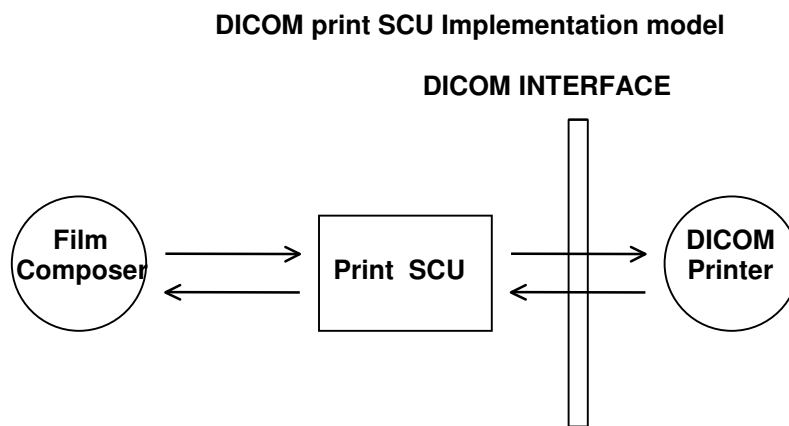 DICOM print SCU Implementation model
DICOM INTERFACE
Film
Composer
Print SCU
DICOM
Printer